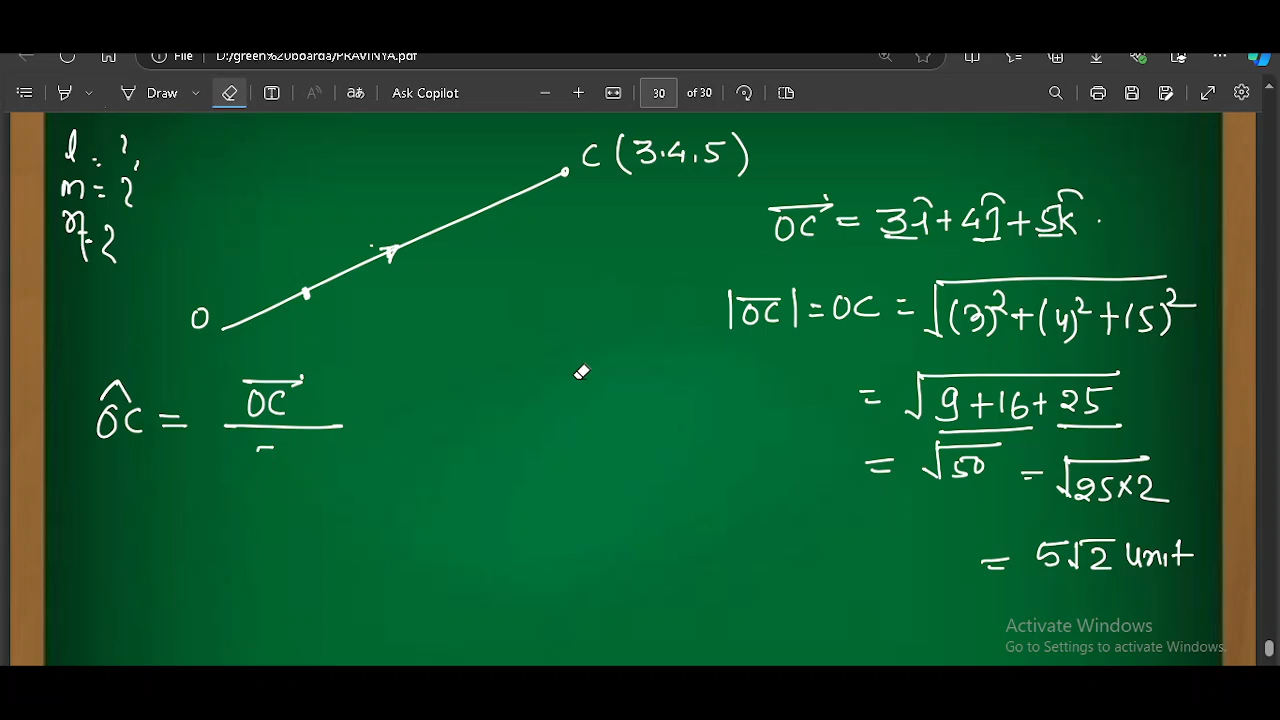 File D:/green%20boarda/PRAVINYA.pdf
Draw Ask Copilot 30 of 30
l = ?
m = ?
n = ?
C (3.4.5)
O
OC⃗ = 3î + 4ĵ + 5k̂
|OC| = OC = √(3)² + (4)² + (5)²
= √9 + 16 + 25
= √50 = √25×2
= 5√2 unit
ÔC = OC⃗
Activate Windows
Go to Settings to activate Windows.